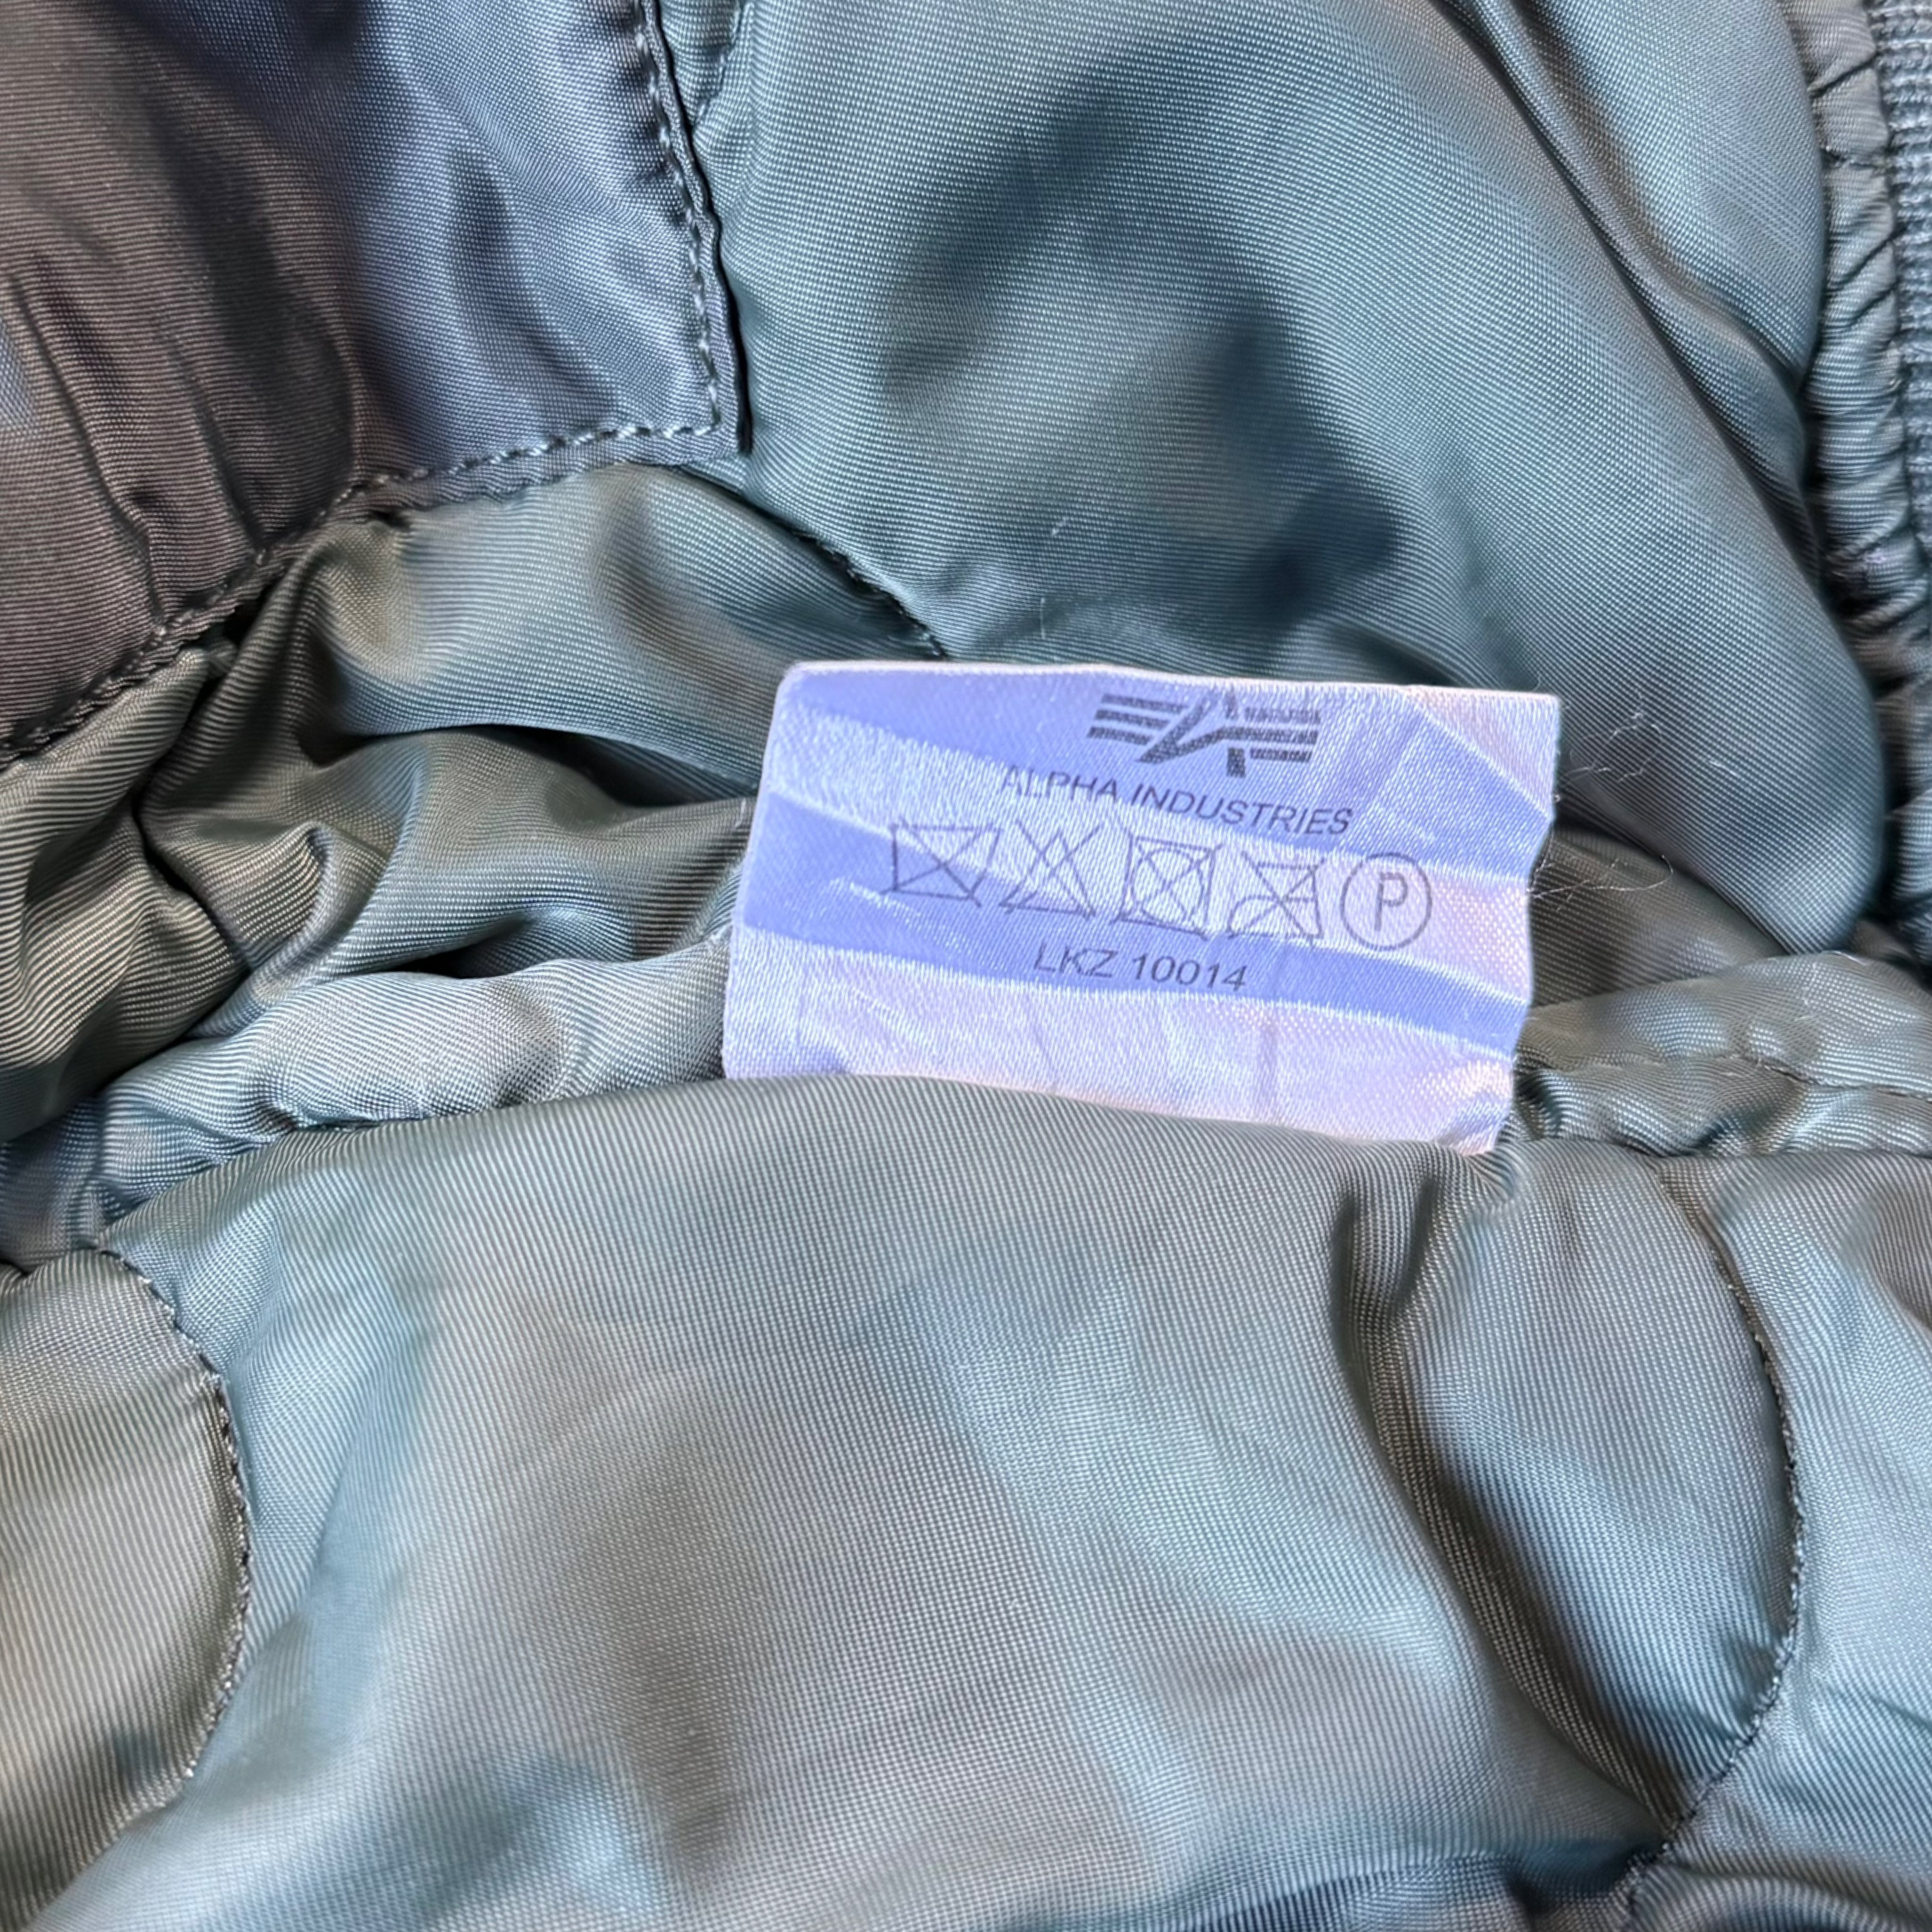 ALPHA INDUSTRIES
P
LKZ 10014